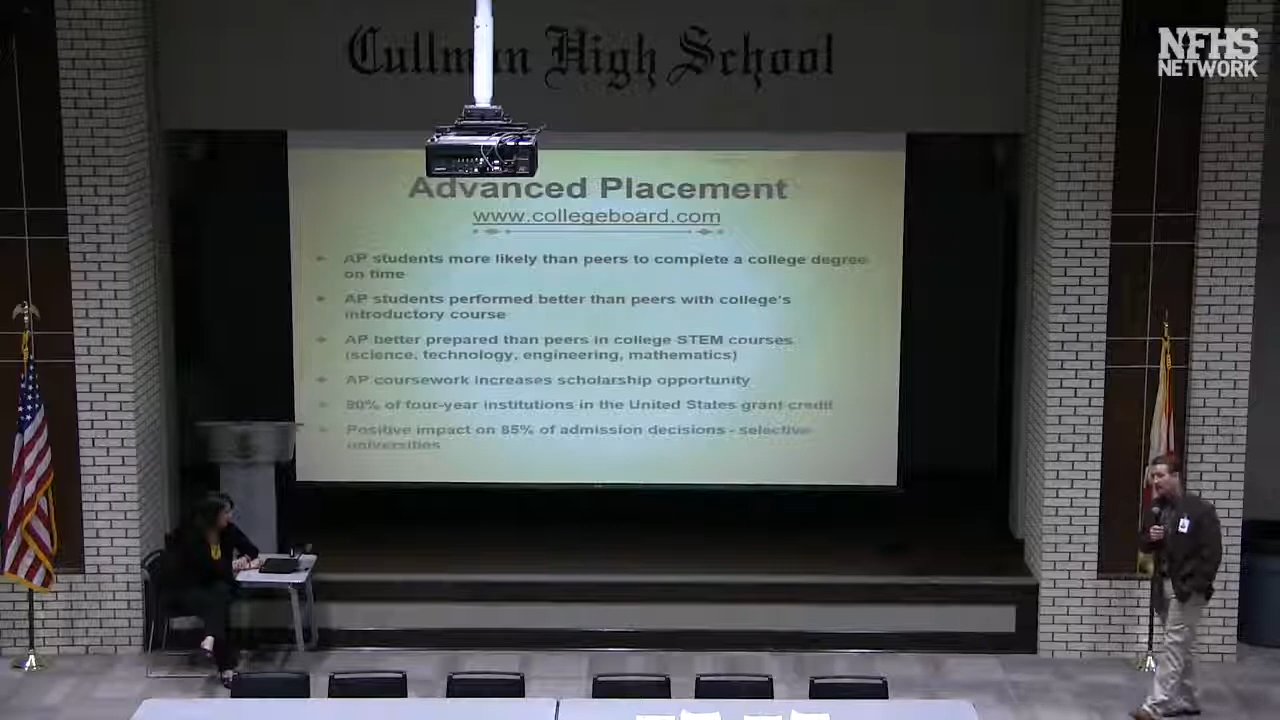 Cullman High School
NFHS
NETWORK
Advanced Placement
www.collegeboard.com
AP students more likely than peers to complete a college degree
on time
AP students performed better than peers with college's
introductory course
AP better prepared than peers in college STEM courses
(science, technology, engineering, mathematics)
AP coursework increases scholarship opportunity
90% of four-year institutions in the United States grant credit
Positive impact on 85% of admission decisions - selective
universities